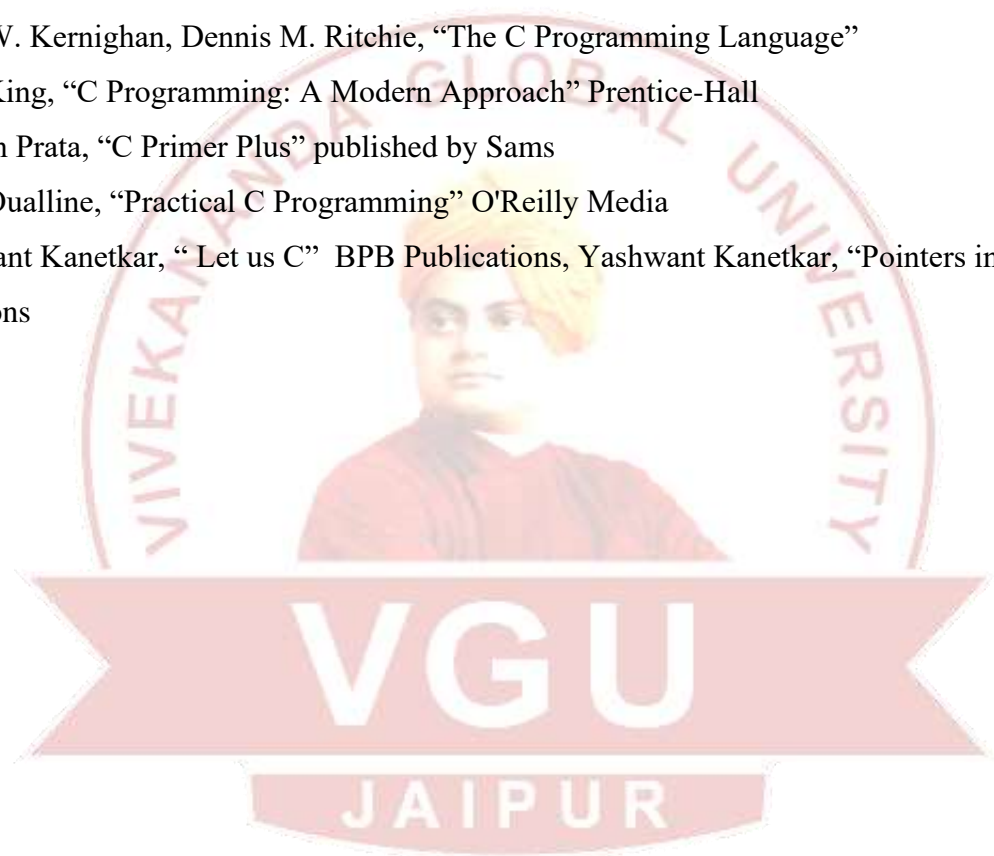 W. Kernighan, Dennis M. Ritchie, “The C Programming Language”
King, “C Programming: A Modern Approach” Prentice-Hall
n Prata, “C Primer Plus” published by Sams
Oualline, “Practical C Programming” O'Reilly Media
ant Kanetkar, “ Let us C”  BPB Publications, Yashwant Kanetkar, “Pointers in
ons
VIVEKANANDA GLOBAL UNIVERSITY
VGU
JAIPUR